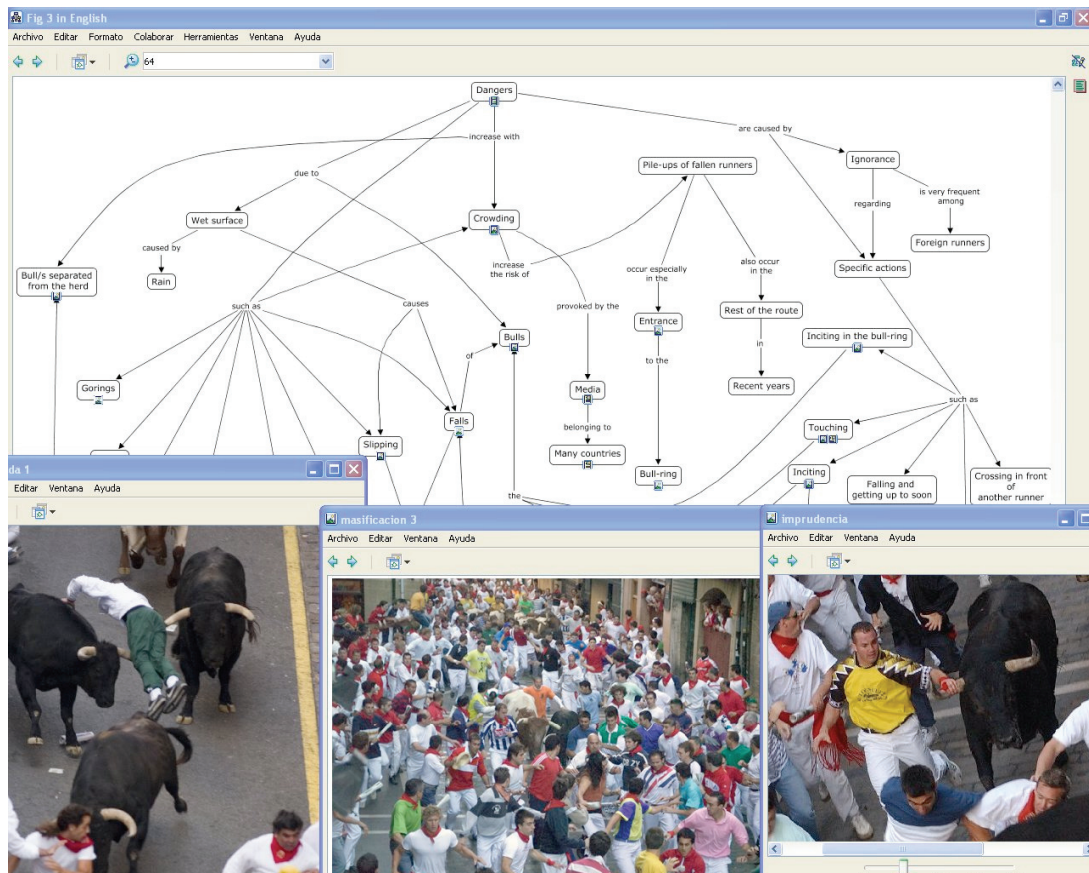 Fig 3 in English
Archivo Editar Formato Colaborar Herramientas Ventana Ayuda
64
Dangers
increase with
are caused by
Ignorance
Pile-ups of fallen runners
due to
is very frequent
among
regarding
Wet surface
Crowding
Foreign runners
caused by
Rain
Bull/s separated
from the herd
increase
the risk of
occur especially
in the
also occur
in the
Specific actions
such as
causes
provoked by the
Rest of the route
Entrance
Inciting in the bull-ring
Bulls
of
to the
in
Gorings
Media
Recent years
such as
Falls
Touching
belonging to
Slipping
Many countries
Bull-ring
Inciting
Falling and
getting up to soon
Crossing in front
of
another runner
the
da 1
Editar Ventana Ayuda
masificacion 3
Archivo Editar Ventana Ayuda
imprudencia
Archivo Editar Ventana Ayuda